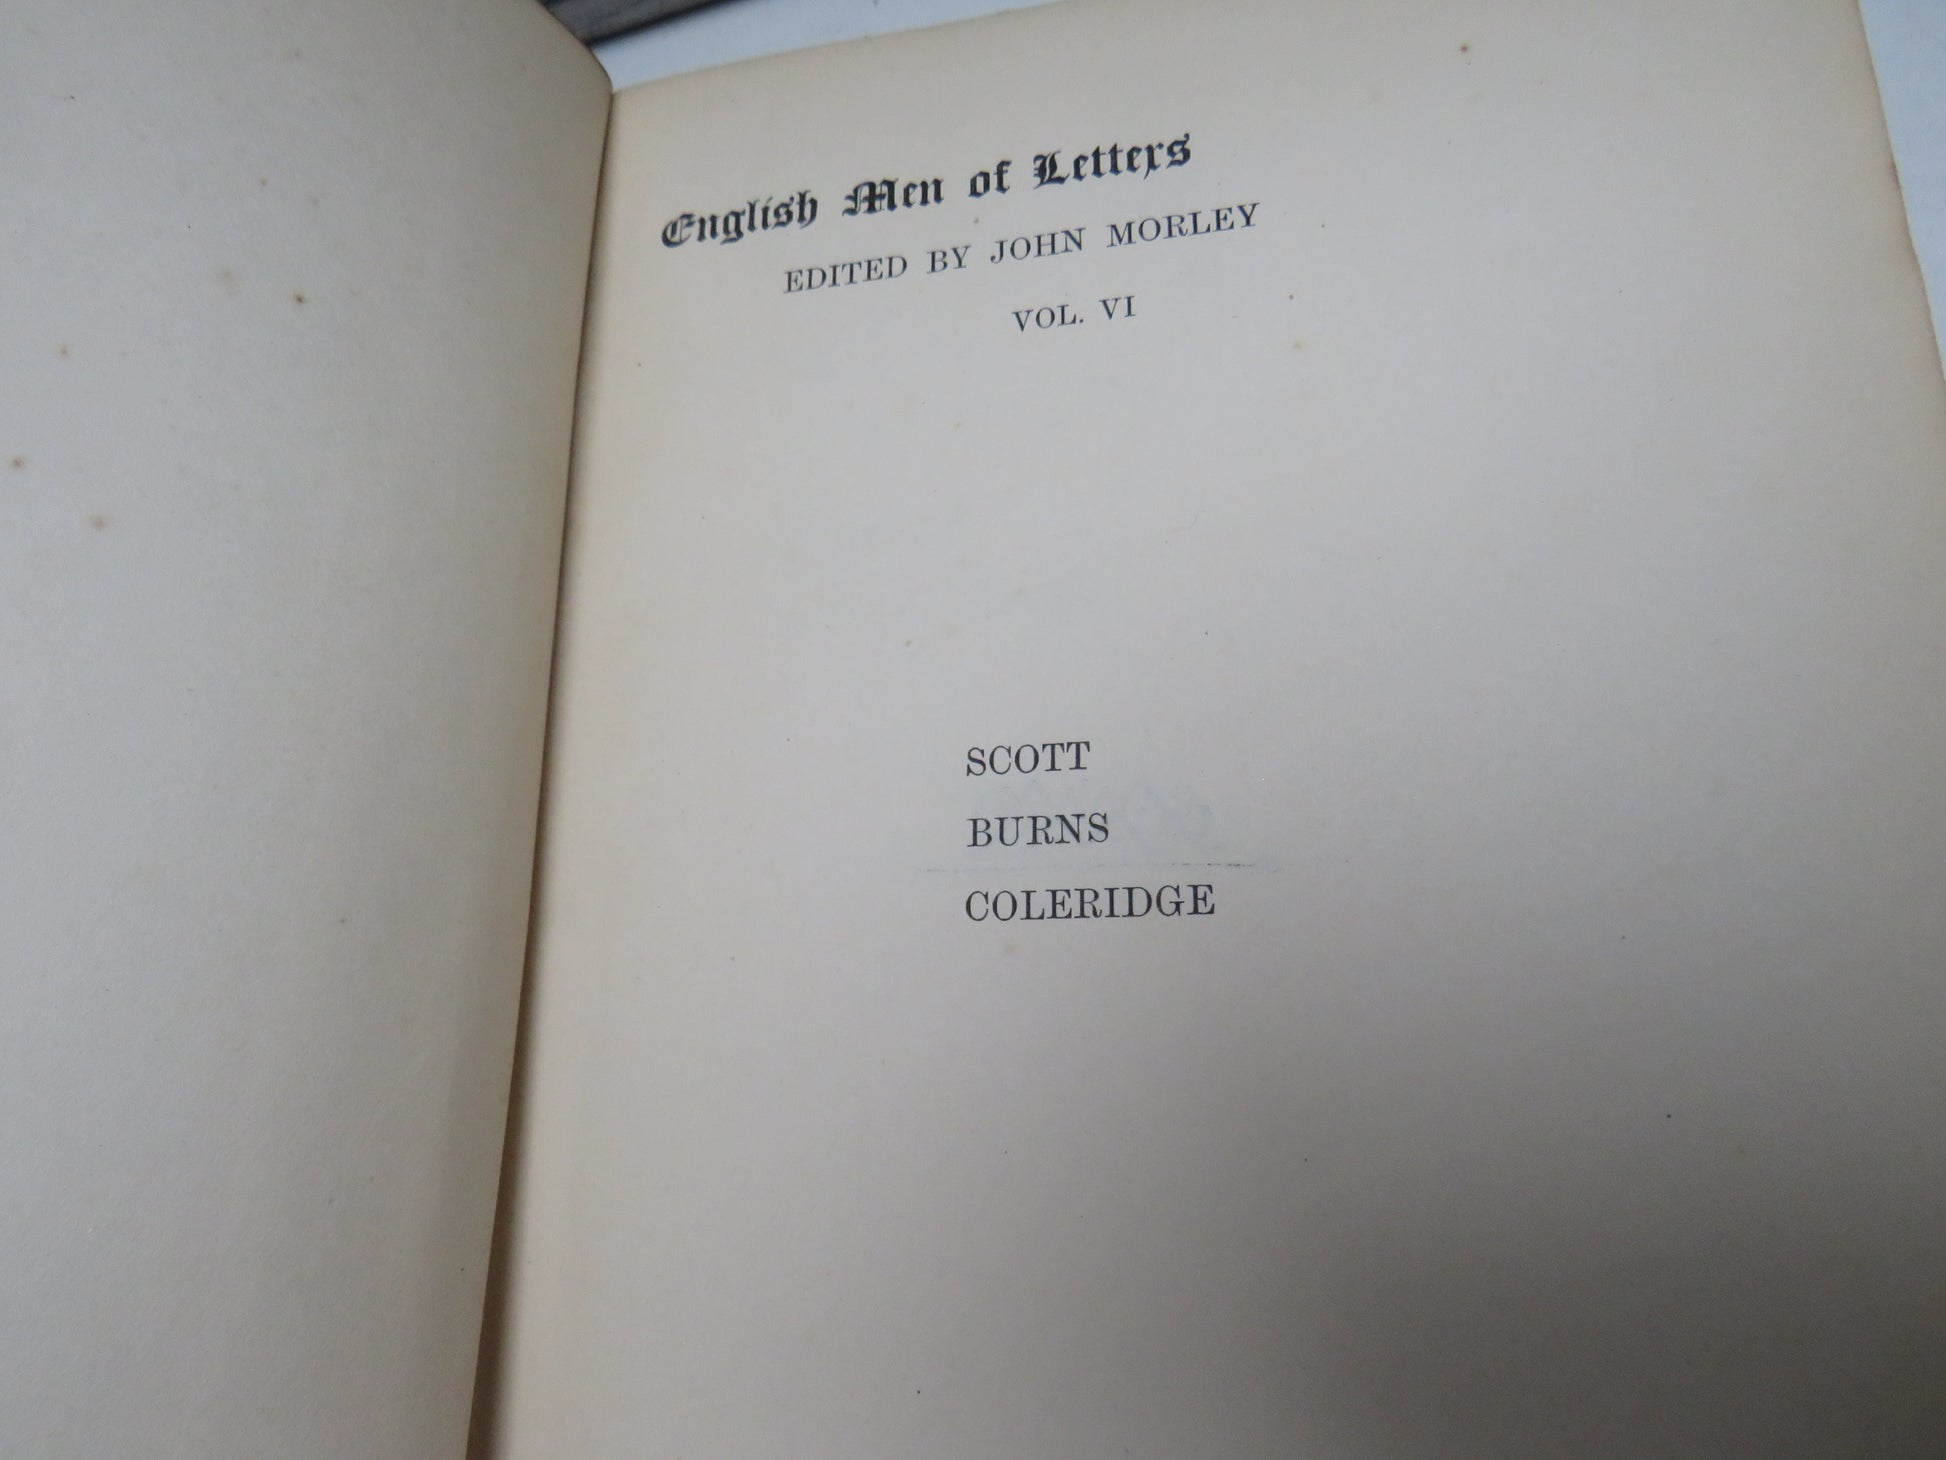 English Men of Letters
EDITED BY JOHN MORLEY
VOL. VI
SCOTT
BURNS
COLERIDGE